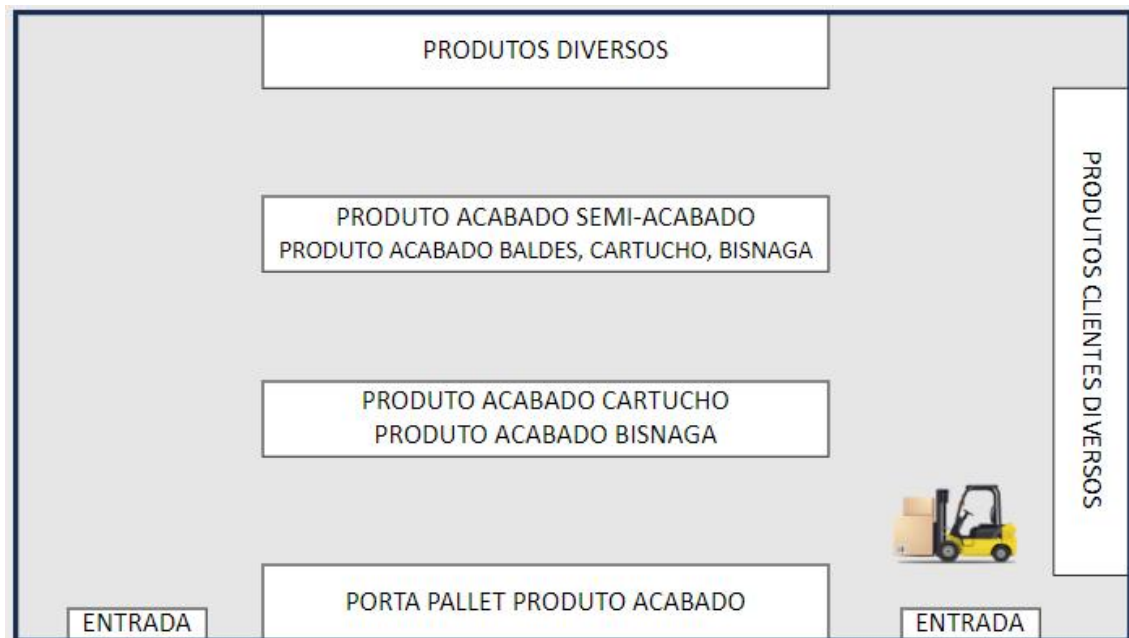 PRODUTOS DIVERSOS
PRODUTO ACABADO SEMI-ACABADO
PRODUTO ACABADO BALDES, CARTUCHO, BISNAGA
PRODUTOS CLIENTES DIVERSOS
PRODUTO ACABADO CARTUCHO
PRODUTO ACABADO BISNAGA
PORTA PALLET PRODUTO ACABADO
ENTRADA
ENTRADA